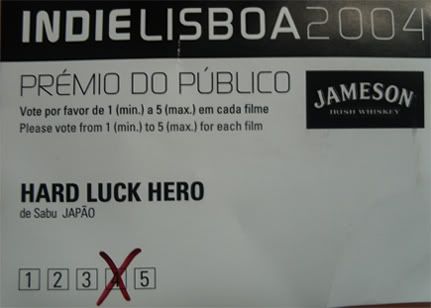 INDIELISBOA2004
PRÉMIO DO PÚBLICO
Vote por favor de 1 (min.) a 5 (max.) em cada filme
Please vote from 1 (min.) to 5 (max.) for each film
JAMESON
IRISH WHISKEY
HARD LUCK HERO
de Sabu JAPÃO
1 2 3 4 5